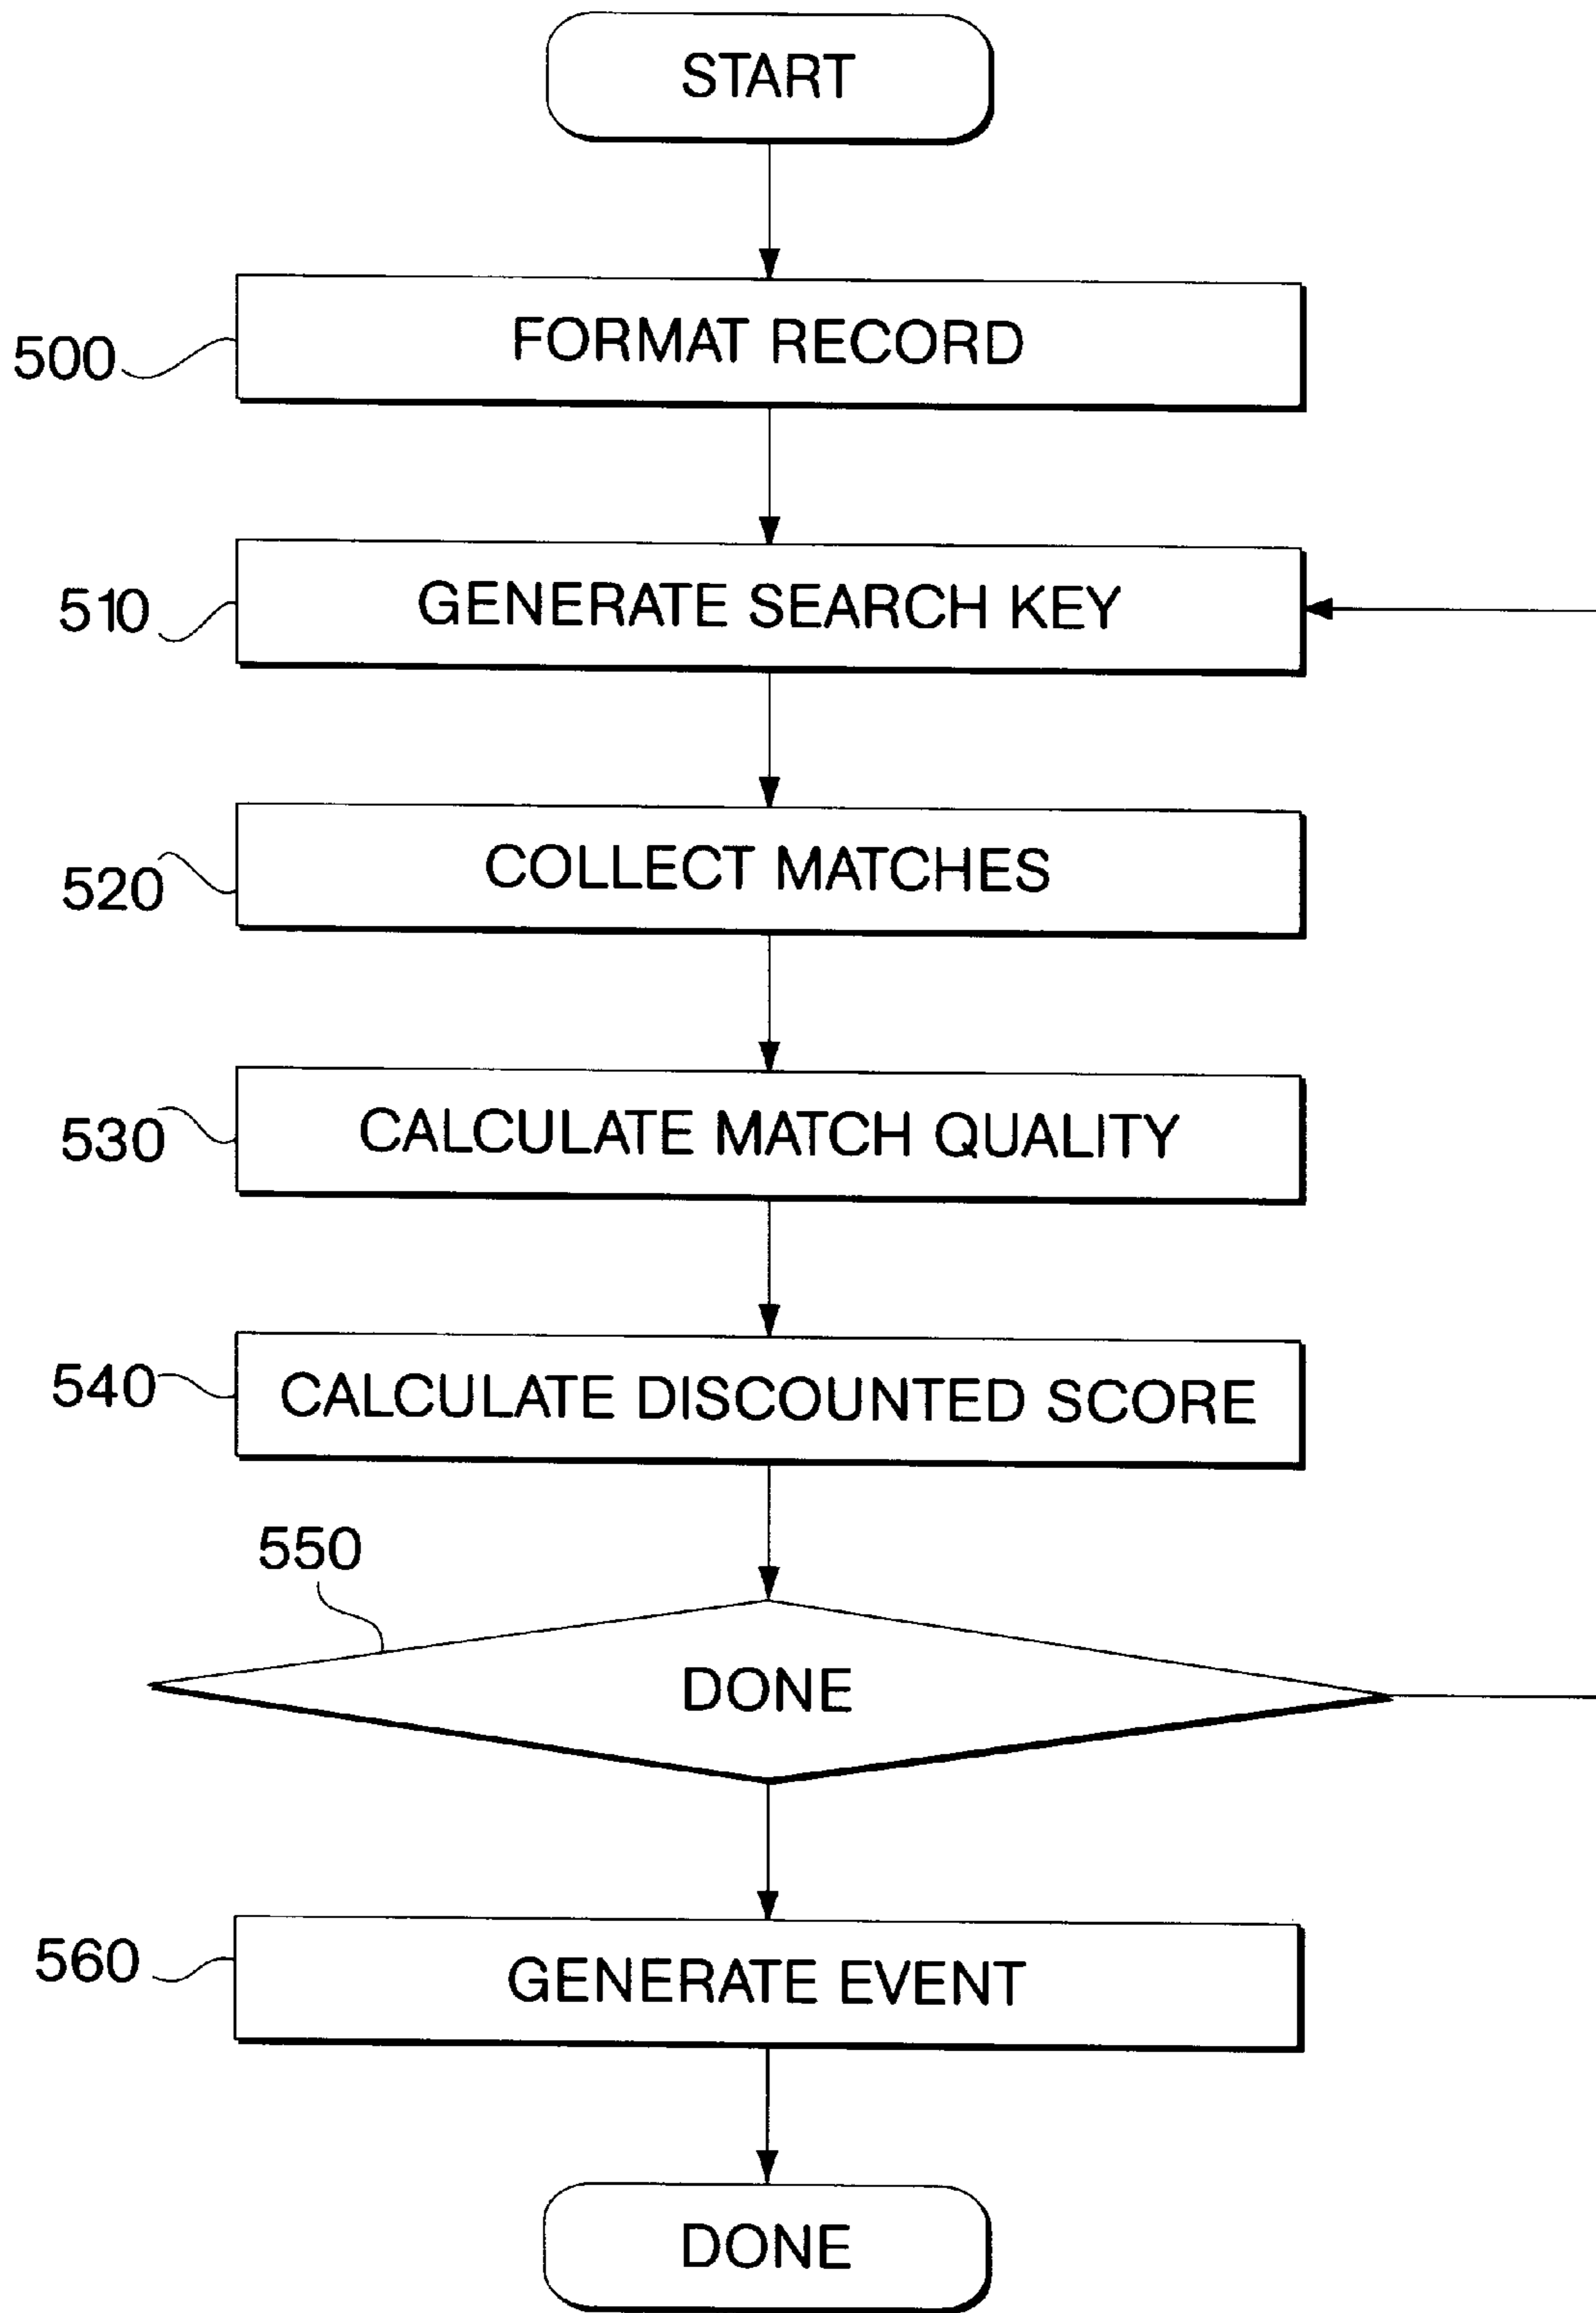 START
500
FORMAT RECORD
510
GENERATE SEARCH KEY
520
COLLECT MATCHES
530
CALCULATE MATCH QUALITY
540
CALCULATE DISCOUNTED SCORE
550
DONE
560
GENERATE EVENT
DONE